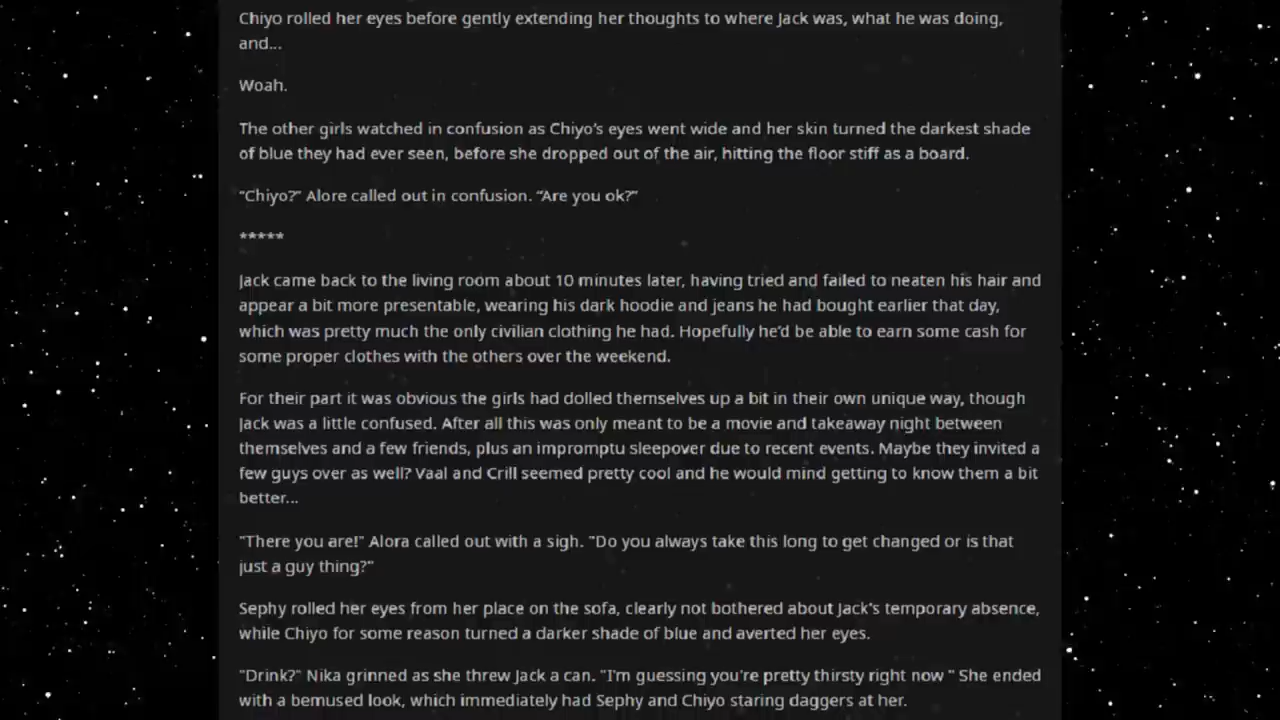 Chiyo rolled her eyes before gently extending her thoughts to where Jack was, what he was doing,
and...
Woah.
The other girls watched in confusion as Chiyo’s eyes went wide and her skin turned the darkest shade
of blue they had ever seen, before she dropped out of the air, hitting the floor stiff as a board.
“Chiyo?” Alore called out in confusion. “Are you ok?”
*****
Jack came back to the living room about 10 minutes later, having tried and failed to neaten his hair and
appear a bit more presentable, wearing his dark hoodie and jeans he had bought earlier that day,
which was pretty much the only civilian clothing he had. Hopefully he’d be able to earn some cash for
some proper clothes with the others over the weekend.
For their part it was obvious the girls had dolled themselves up a bit in their own unique way, though
Jack was a little confused. After all this was only meant to be a movie and takeaway night between
themselves and a few friends, plus an impromptu sleepover due to recent events. Maybe they invited a
few guys over as well? Vaal and Crill seemed pretty cool and he would mind getting to know them a bit
better...
"There you are!" Alora called out with a sigh. "Do you always take this long to get changed or is that
just a guy thing?"
Sephy rolled her eyes from her place on the sofa, clearly not bothered about Jack's temporary absence,
while Chiyo for some reason turned a darker shade of blue and averted her eyes.
"Drink?" Nika grinned as she threw Jack a can. "I'm guessing you're pretty thirsty right now " She ended
with a bemused look, which immediately had Sephy and Chiyo staring daggers at her.